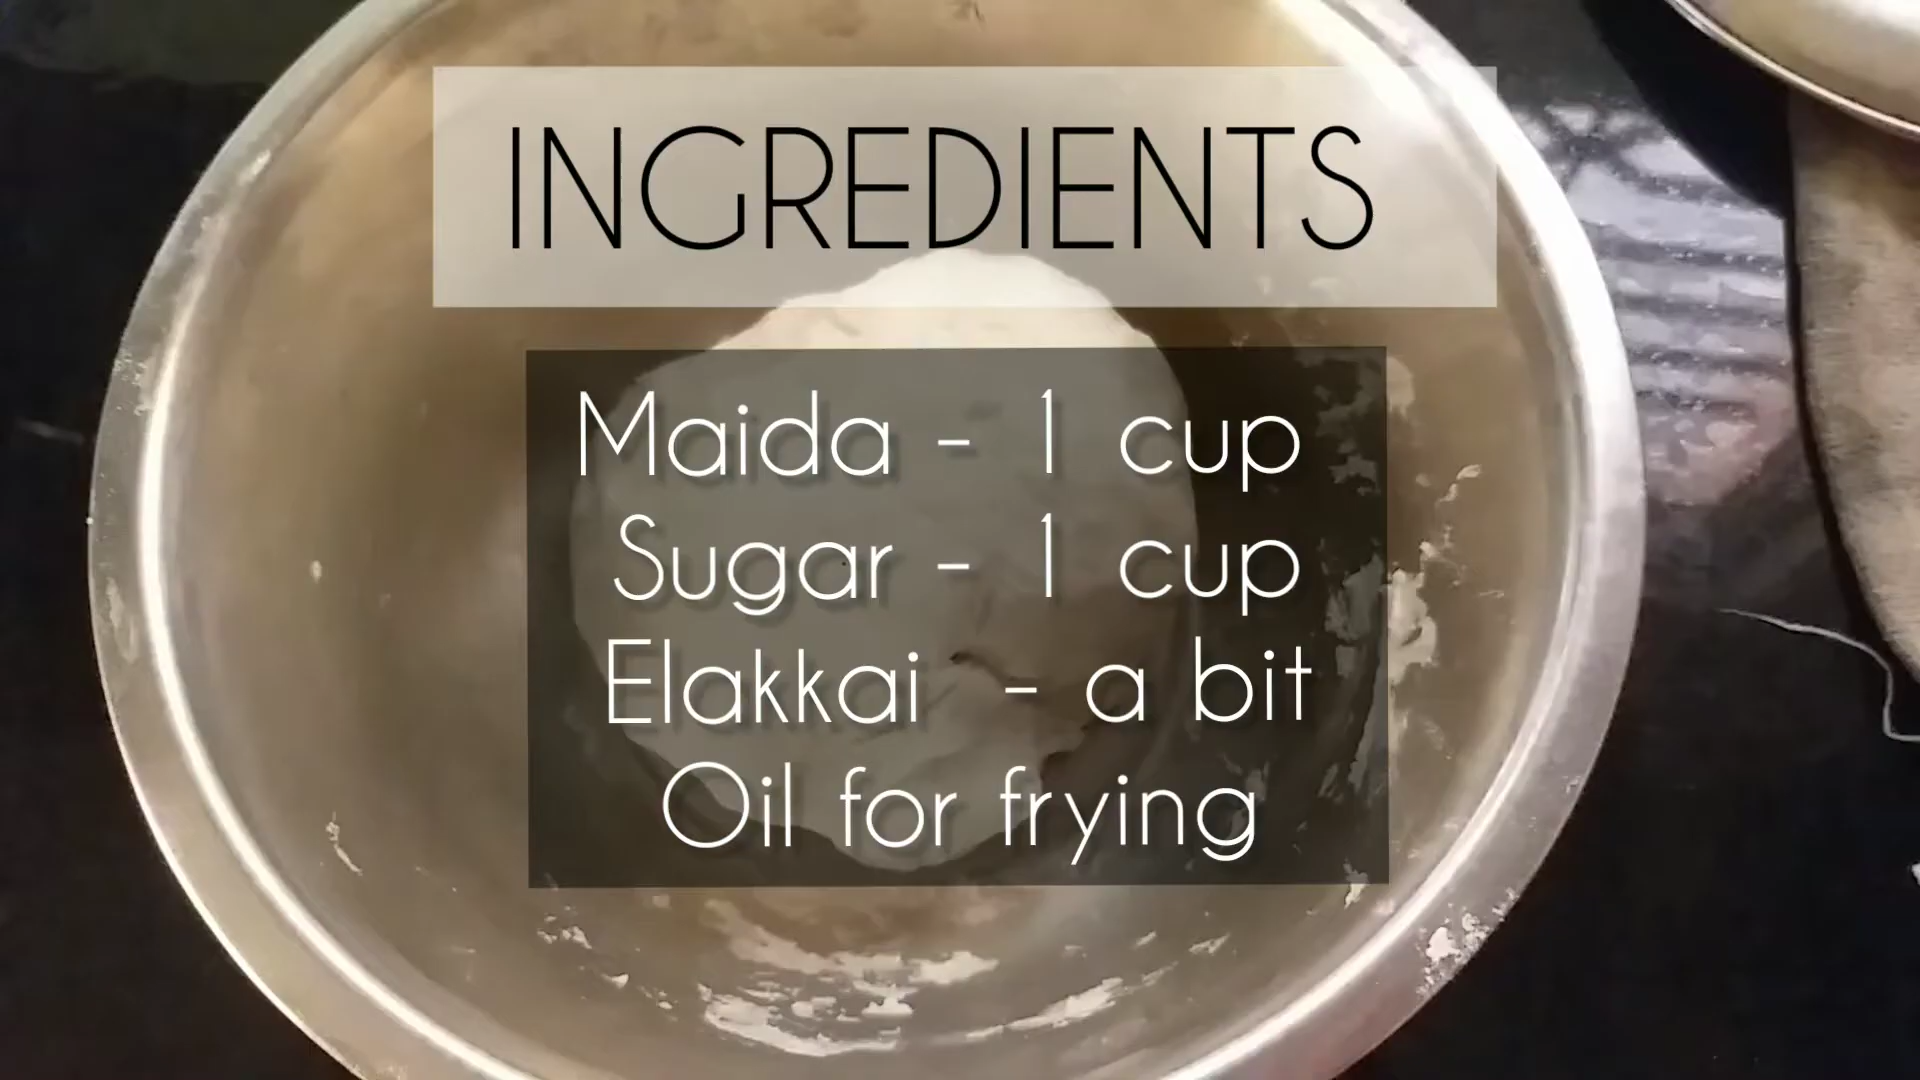 INGREDIENTS
Maida - 1 cup
Sugar - 1 cup
Elakkai - a bit
Oil for frying